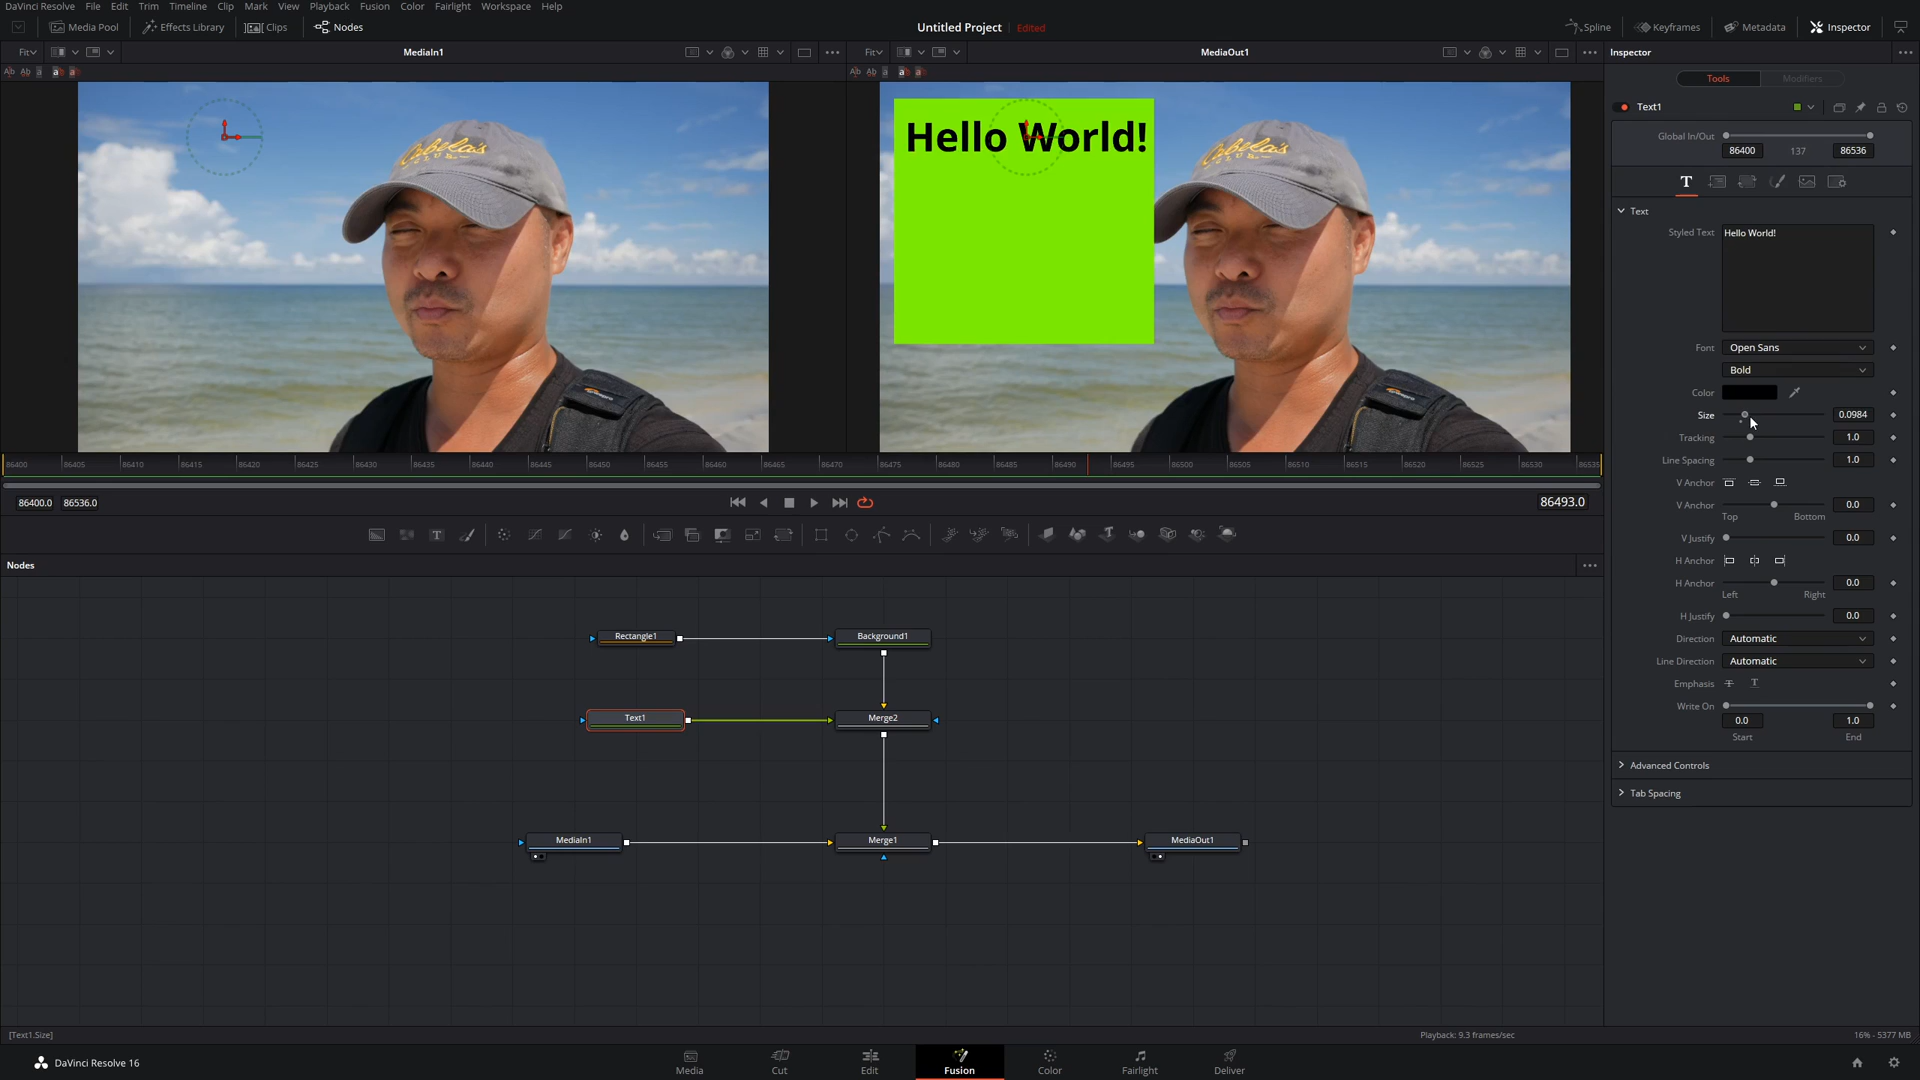 DaVinci Resolve File Edit Trim Timeline Clip Mark View Playback Fusion Color Fairlight Workspace Help
Media Pool Effects Library Clips Nodes Untitled Project Edited Spline Keyframes Metadata Inspector
Fit MediaIn1 Fit MediaOut1 Inspector
Tools Modifiers
Text1
Global In/Out
86400 137 86536
Cabela's
Hello World!
Cabela's
Text
Styled Text Hello World!
Font Open Sans
Bold
Color
Size 0.0984
Tracking 1.0
Line Spacing 1.0
V Anchor
V Anchor 0.0
Top Bottom
V Justify 0.0
H Anchor
H Anchor 0.0
Left Right
H Justify 0.0
Direction Automatic
Line Direction Automatic
Emphasis
Write On
0.0 1.0
Start End
Advanced Controls
Tab Spacing
86400 86405 86410 86415 86420 86425 86430 86435 86440 86445 86450 86455 86460 86465 86470 86475 86480 86485 86490 86495 86500 86505 86510 86515 86520 86525 86530 86535
86400.0 86536.0 86493.0
Nodes
Rectangle1 Background1
Text1 Merge2
MediaIn1 Merge1 MediaOut1
[Text1.Size] Playback: 9.3 frames/sec 16% - 5377 MB
DaVinci Resolve 16 Media Cut Edit Fusion Color Fairlight Deliver